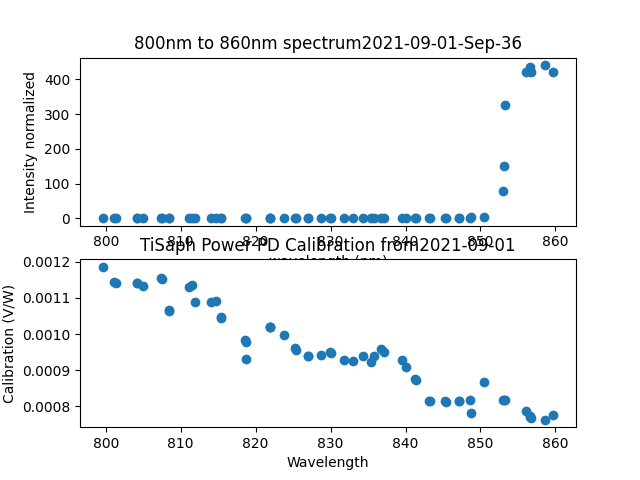 800nm to 860nm spectrum2021-09-01-Sep-36
Intensity normalized
400
300
200
100
0
800 810 820 830 840 850 860
wavelength (nm)
TiSaph Power PD Calibration from2021-09-01
Calibration (V/W)
0.0012
0.0011
0.0010
0.0009
0.0008
800 810 820 830 840 850 860
Wavelength